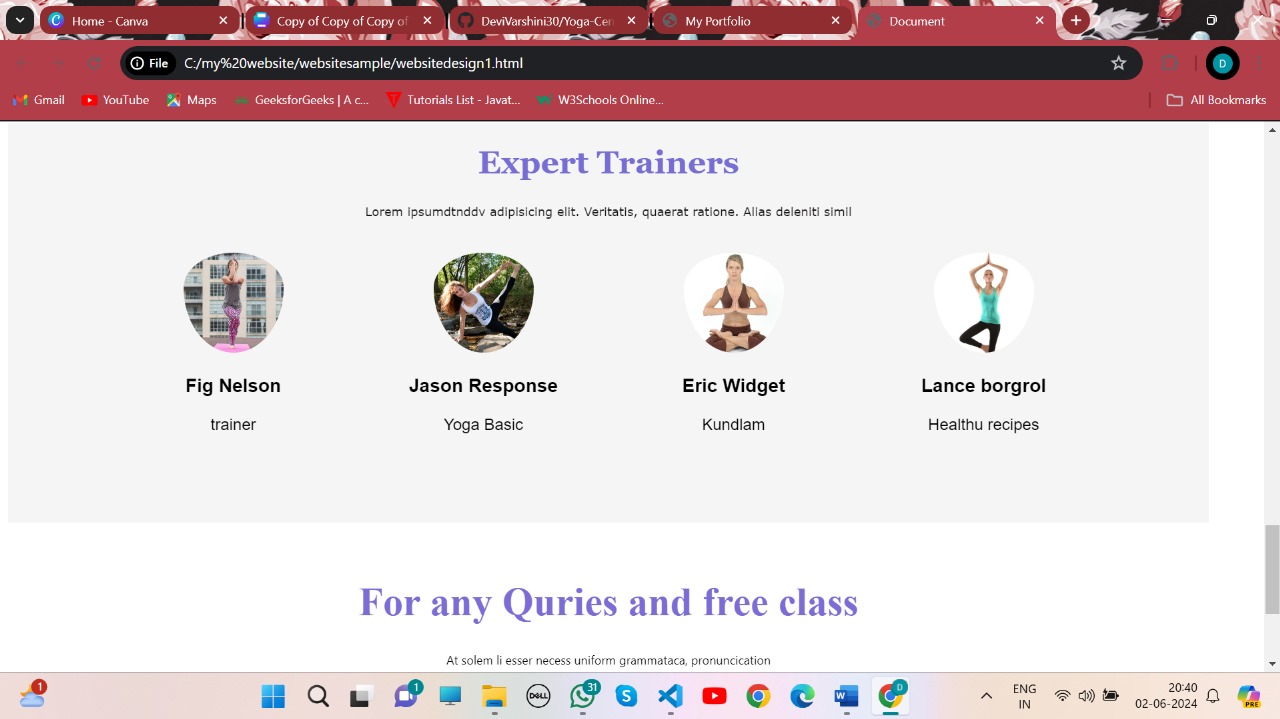 Home - Canva
Copy of Copy of Copy of
DeviVarshini30/Yoga-Cen
My Portfolio
Document
File
C:/my%20website/websitesample/websitedesign1.html
D
Gmail
YouTube
Maps
GeeksforGeeks | A c...
Tutorials List - Javat...
W3Schools Online...
All Bookmarks
Expert Trainers
Lorem ipsumdtnddv adipisicing elit. Veritatis, quaerat ratione. Alias deleniti simil
Fig Nelson
Jason Response
Eric Widget
Lance borgrol
trainer
Yoga Basic
Kundlam
Healthu recipes
For any Quries and free class
At solem li esser necess uniform grammataca, pronuncication
1
1
DELL
31
D
ENG
IN
20:40
02-06-2024
PRE